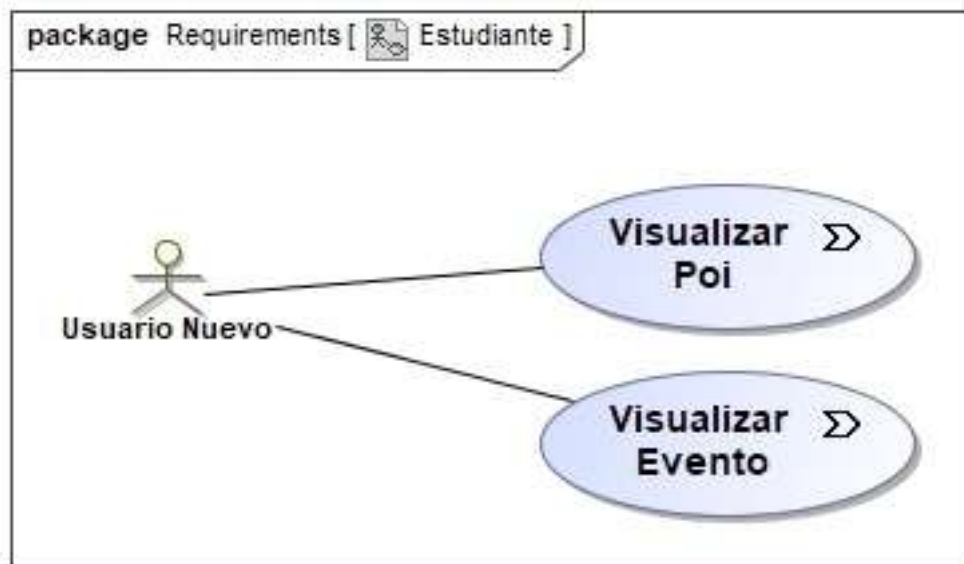 package Requirements [ Estudiante ]
Visualizar
Poi
Usuario Nuevo
Visualizar
Evento